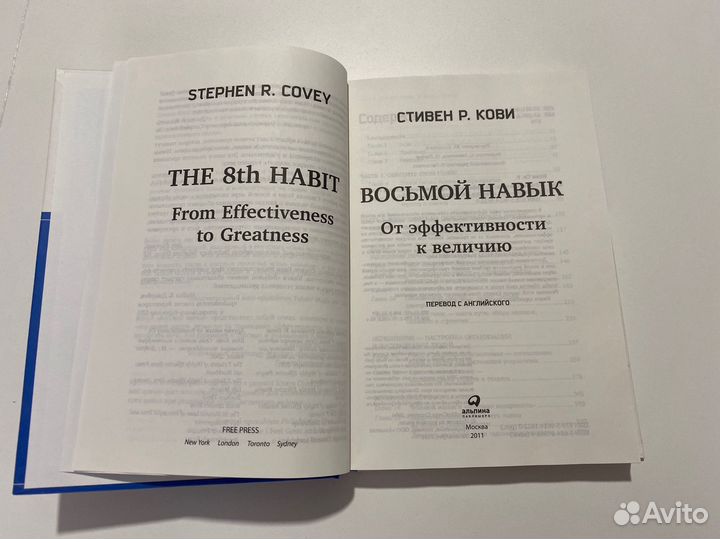 STEPHEN R. COVEY
THE 8th HABIT
From Effectiveness
to Greatness
FREE PRESS
New York London Toronto Sydney
СТИВЕН Р. КОВИ
ВОСЬМОЙ НАВЫК
От эффективности
к величию
ПЕРЕВОД С АНГЛИЙСКОГО
альпина
Москва
2011
Avito